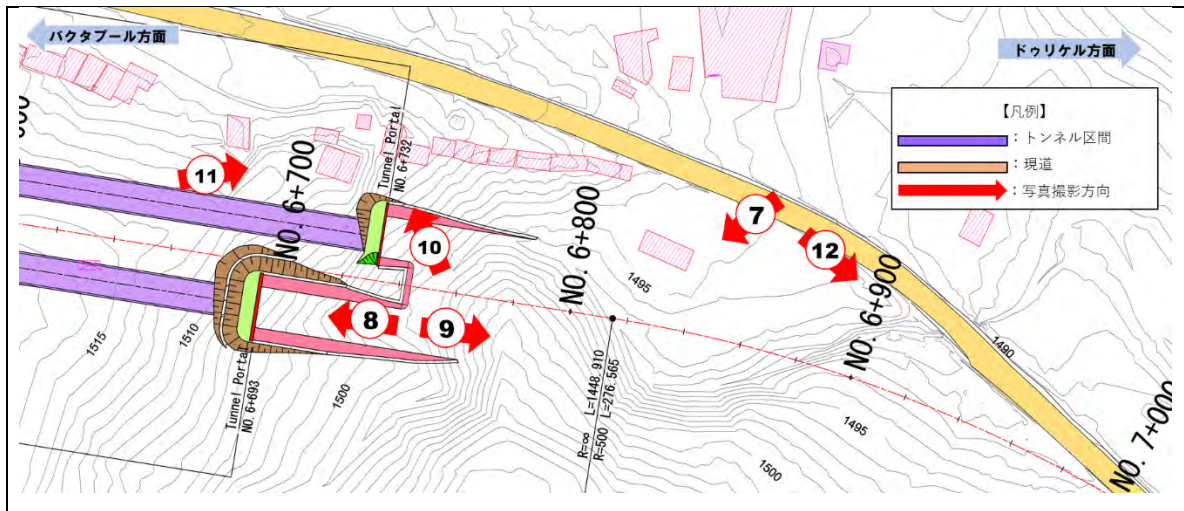 バクタプール方面
ドゥリケル方面
【凡例】
：トンネル区間
：現道
：写真撮影方向
NO. 6+700
Tunnel Portal
NO. 6+732
11
10
8
9
7
12
NO. 6+800
NO. 6+900
NO. 7+000
1495
1490
1495
1500
1515
1510
1500
Tunnel Portal
NO. 6+693
R=∞ L=1448.910
R=500 L=276.565